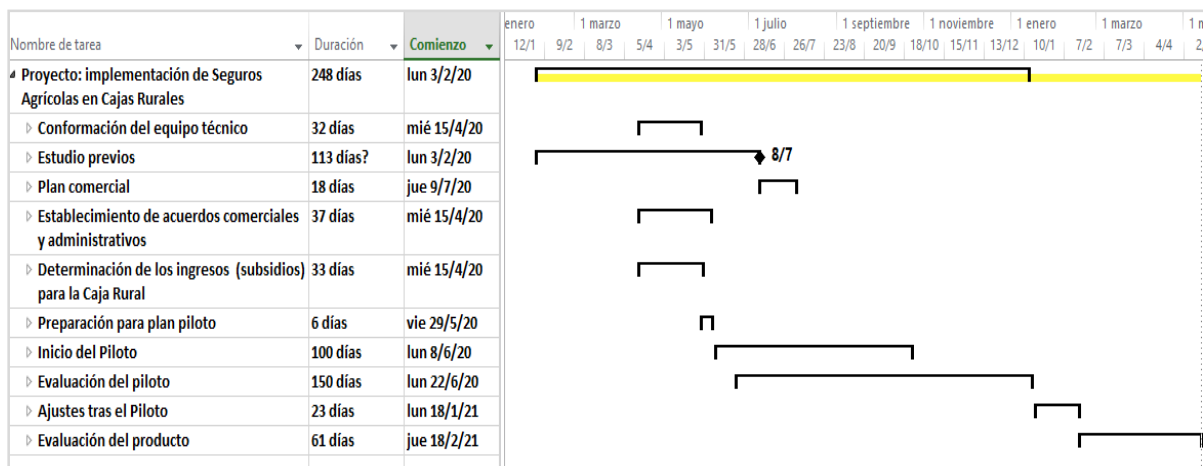 enero 1 marzo 1 mayo 1 julio 1 septiembre 1 noviembre 1 enero 1 marzo
Nombre de tarea Duración Comienzo 12/1 9/2 8/3 5/4 3/5 31/5 28/6 26/7 23/8 20/9 18/10 15/11 13/12 10/1 7/2 7/3 4/4
Proyecto: implementación de Seguros 248 días lun 3/2/20
Agrícolas en Cajas Rurales
Conformación del equipo técnico 32 días mié 15/4/20
Estudio previos 113 días? lun 3/2/20 8/7
Plan comercial 18 días jue 9/7/20
Establecimiento de acuerdos comerciales 37 días mié 15/4/20
y administrativos
Determinación de los ingresos (subsidios) 33 días mié 15/4/20
para la Caja Rural
Preparación para plan piloto 6 días vie 29/5/20
Inicio del Piloto 100 días lun 8/6/20
Evaluación del piloto 150 días lun 22/6/20
Ajustes tras el Piloto 23 días lun 18/1/21
Evaluación del producto 61 días jue 18/2/21